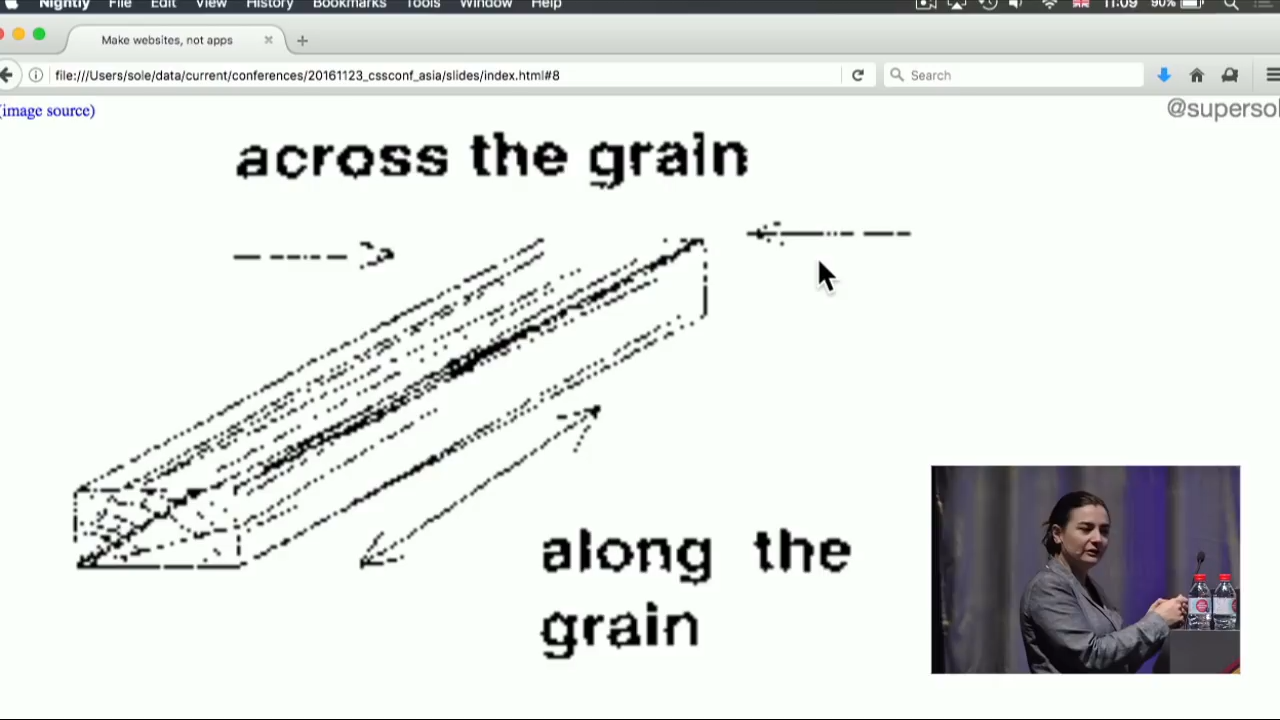 Nightly File Edit View History Bookmarks Tools Window Help 11:09 90%
Make websites, not apps
file:///Users/sole/data/current/conferences/20161123_cssconf_asia/slides/index.html#8
Search
(image source)
@supersol
across the grain
along the
grain